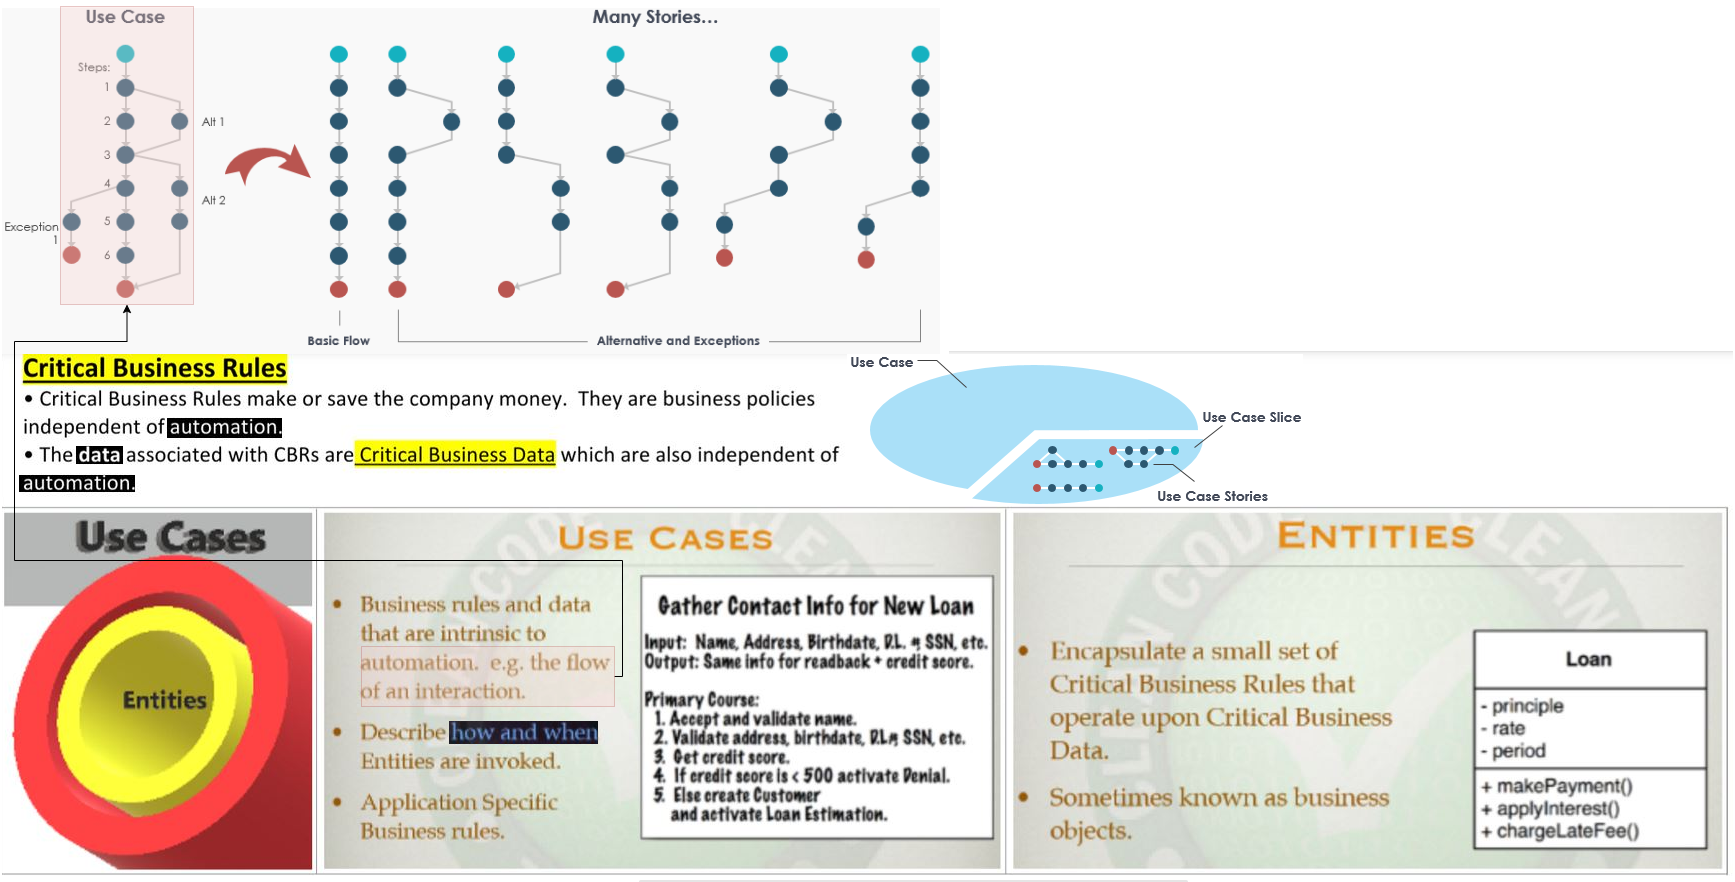 Use Case
Many Stories...
Steps:
1
2
Alt 1
3
4
Alt 2
Exception
1
5
6
Basic Flow
Alternative and Exceptions
Critical Business Rules
• Critical Business Rules make or save the company money.  They are business policies
independent of automation.
• The data associated with CBRs are Critical Business Data which are also independent of
automation.
Use Case
Use Case Slice
Use Case Stories
Use Cases
Entities
USE CASES
• Business rules and data
that are intrinsic to
automation.  e.g. the flow
of an interaction.
• Describe how and when
Entities are invoked.
• Application Specific
Business rules.
Gather Contact Info for New Loan
Input: Name, Address, Birthdate, DL # SSN, etc.
Output: Same info for readback + credit score.
Primary Course:
1. Accept and validate name.
2. Validate address, birthdate, DL# SSN, etc.
3. Get credit score.
4. If credit score is < 500 activate Denial.
5. Else create Customer
and activate Loan Estimation.
ENTITIES
• Encapsulate a small set of
Critical Business Rules that
operate upon Critical Business
Data.
• Sometimes known as business
objects.
Loan
- principle
- rate
- period
+ makePayment()
+ applyInterest()
+ chargeLateFee()
CLEAN CODE
CLEAN CODE